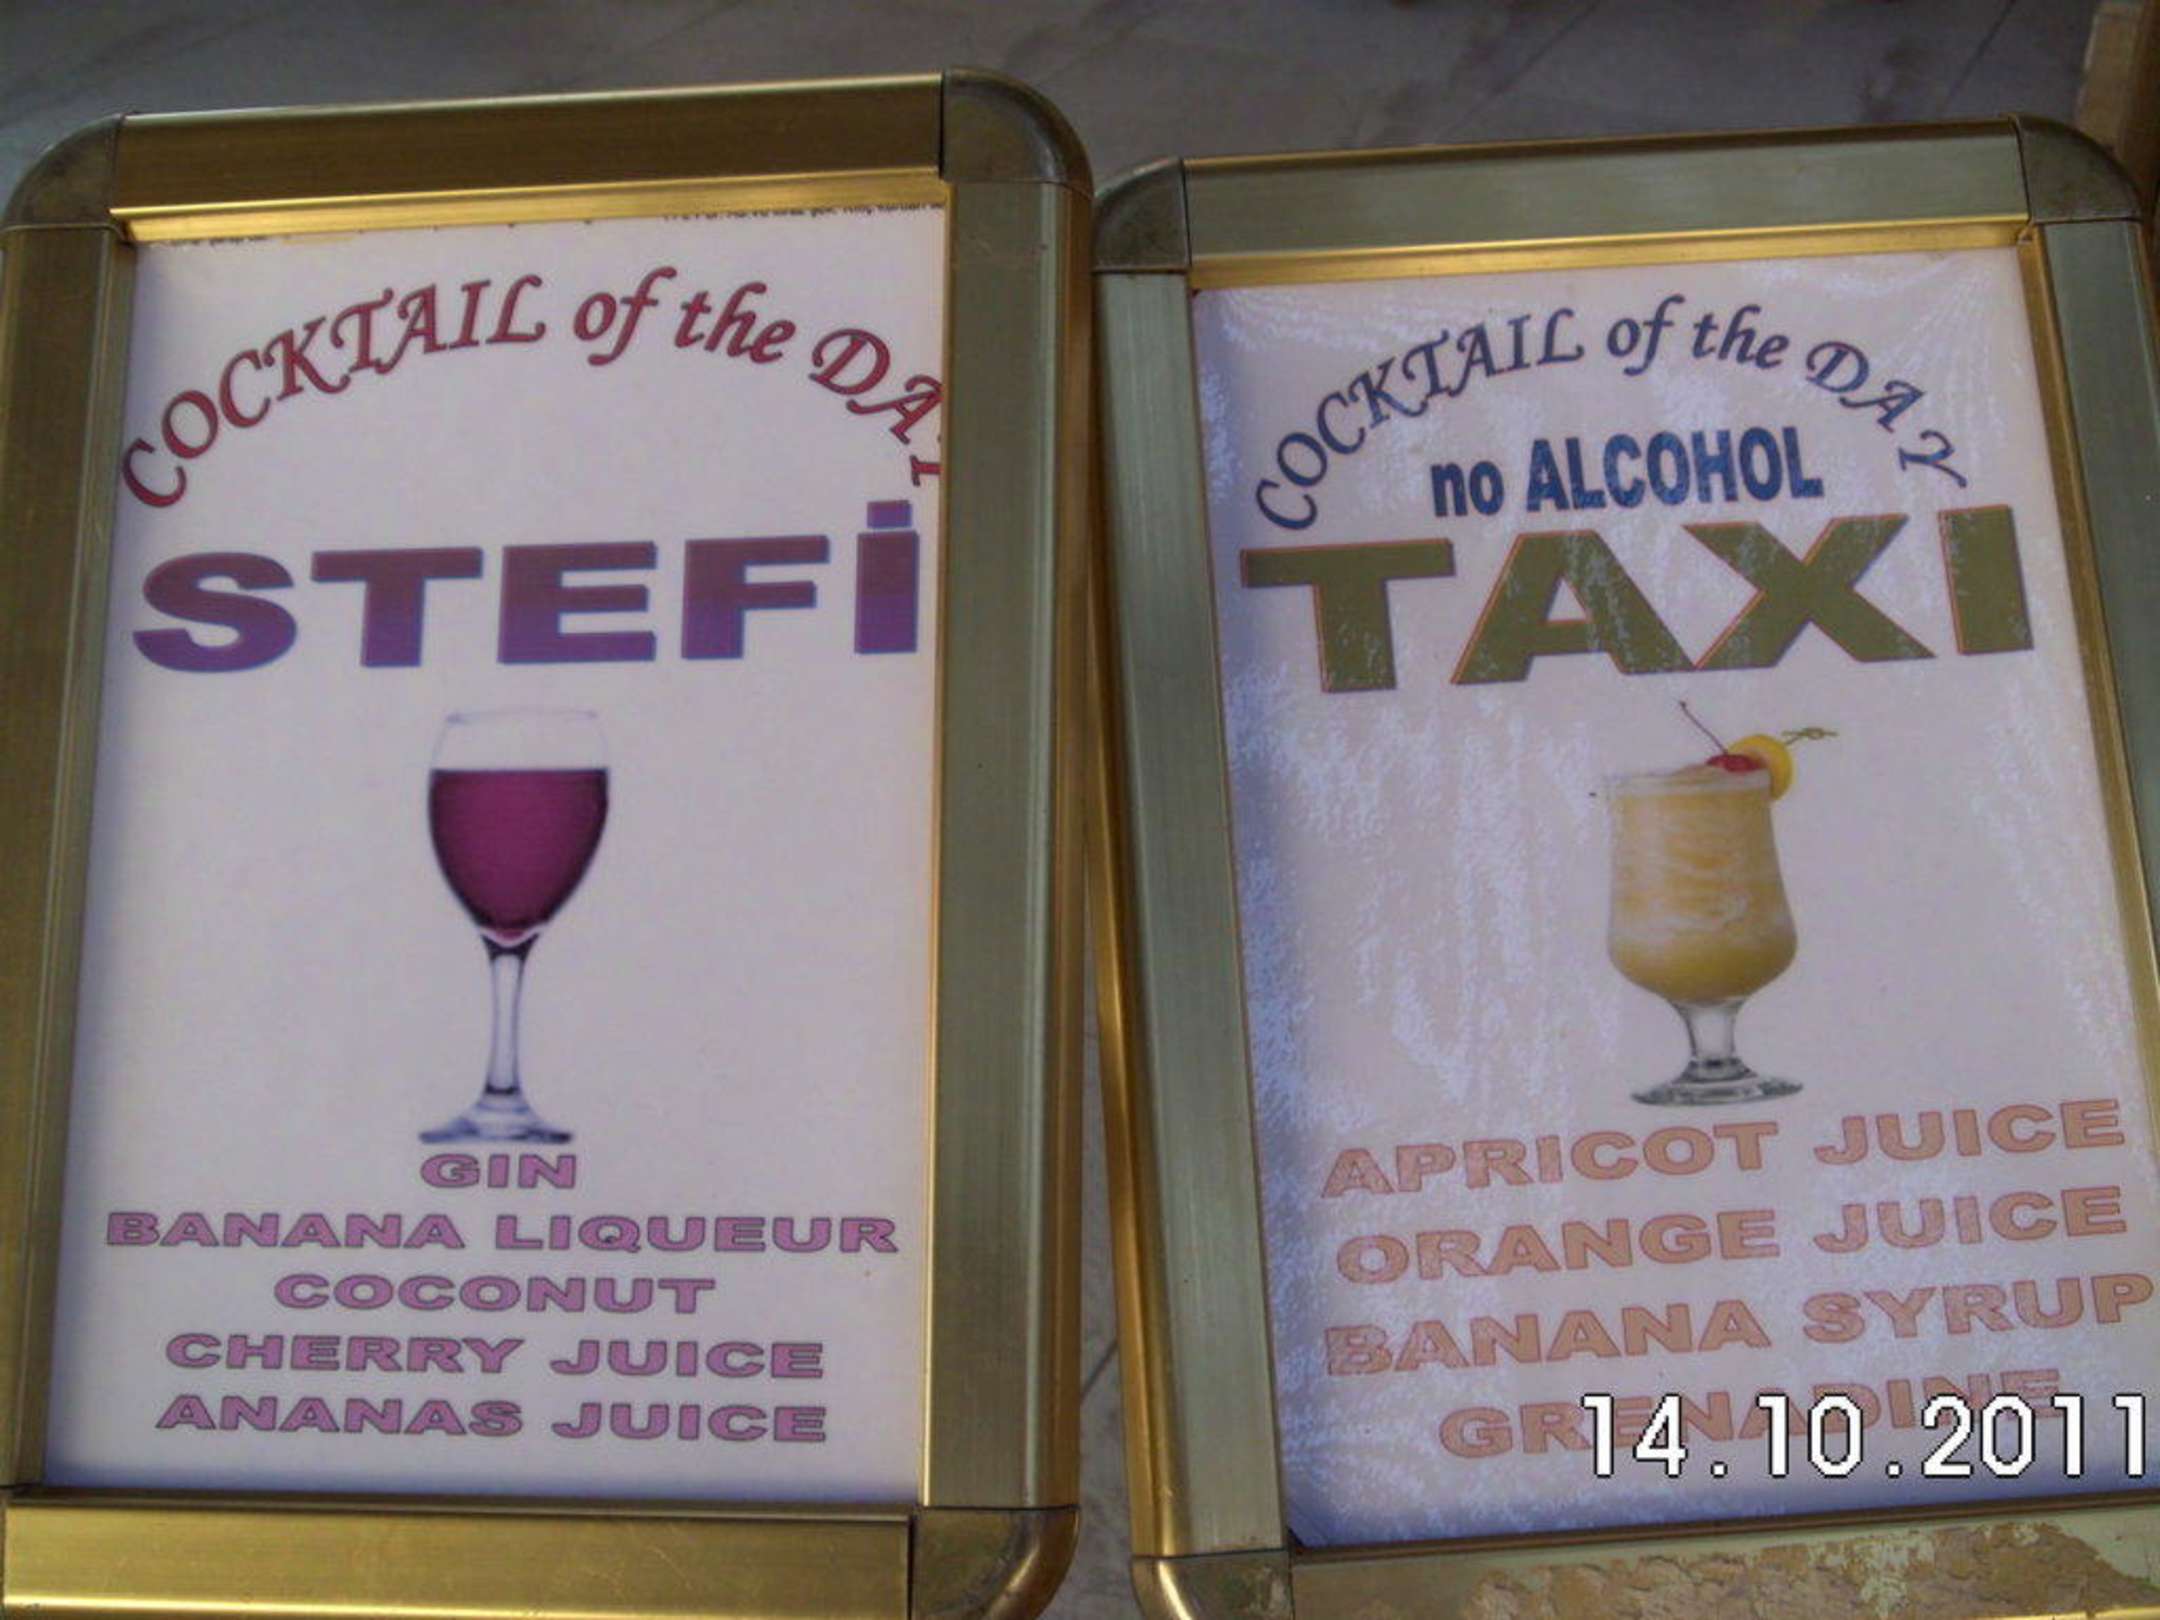 COCKTAIL of the DAY
STEFİ
GIN
BANANA LIQUEUR
COCONUT
CHERRY JUICE
ANANAS JUICE
COCKTAIL of the DAY
no ALCOHOL
TAXI
APRICOT JUICE
ORANGE JUICE
BANANA SYRUP
GRENADINE
14.10.2011